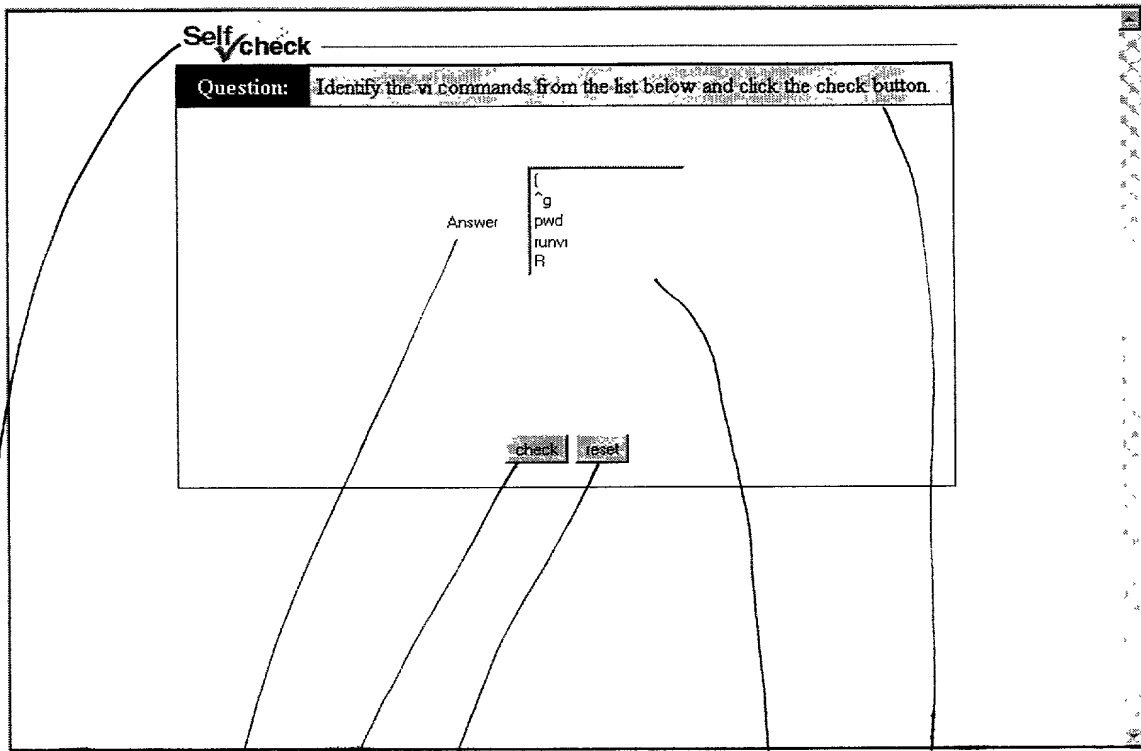 Self check
Question: Identify the vi commands from the list below and click the check button.
{
^g
Answer
pwd
runvi
R
check reset